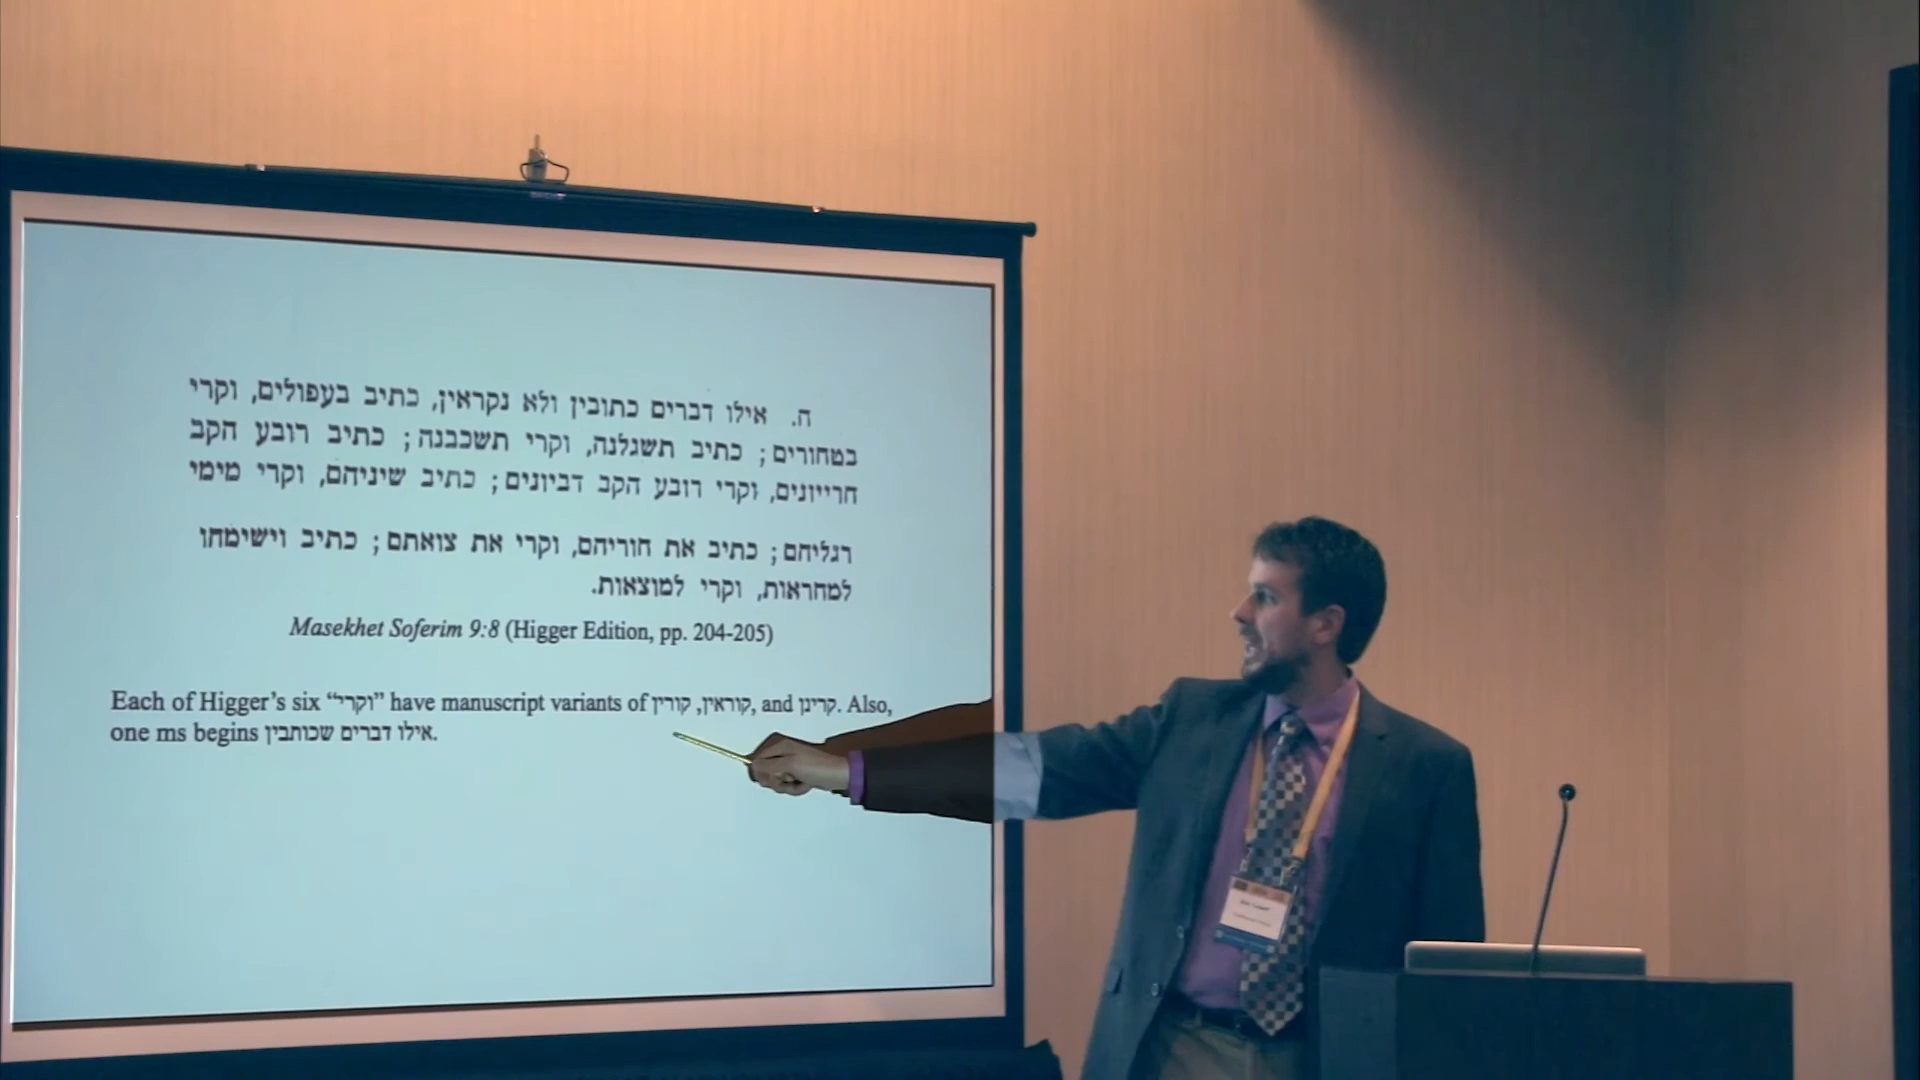 ה. אילו דברים כתובין ולא נקראין, כתיב בעפולים, וקרי
בטחורים; כתיב תשגלנה, וקרי תשכבנה; כתיב רובע הקב
חרייונים, וקרי רובע הקב דביונים; כתיב שיניהם, וקרי מימי
רגליהם; כתיב את חוריהם, וקרי את צואתם; כתיב וישימחו
למחראות, וקרי למוצאות.
Masekhet Soferim 9:8 (Higger Edition, pp. 204-205)
Each of Higger’s six “וקרי” have manuscript variants of קוראין, קורין, and קרינן. Also,
one ms begins אילו דברים שכותבין.